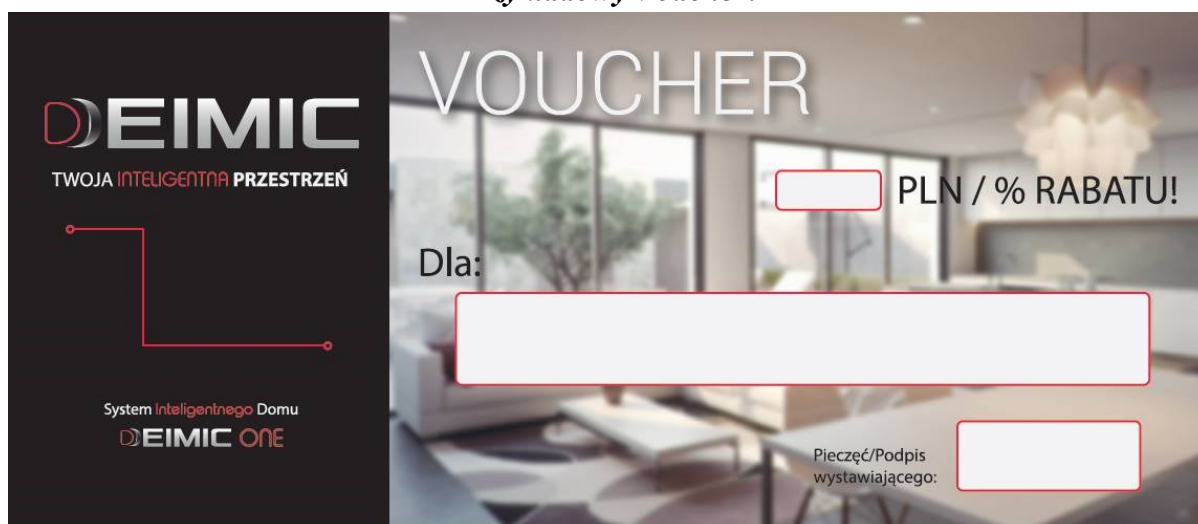 VOUCHER
DEIMIC
TWOJA INTELIGENTNA PRZESTRZEŃ
PLN / % RABATU!
Dla:
System Inteligentnego Domu
DEIMIC ONE
Pieczęć/Podpis
wystawiającego: